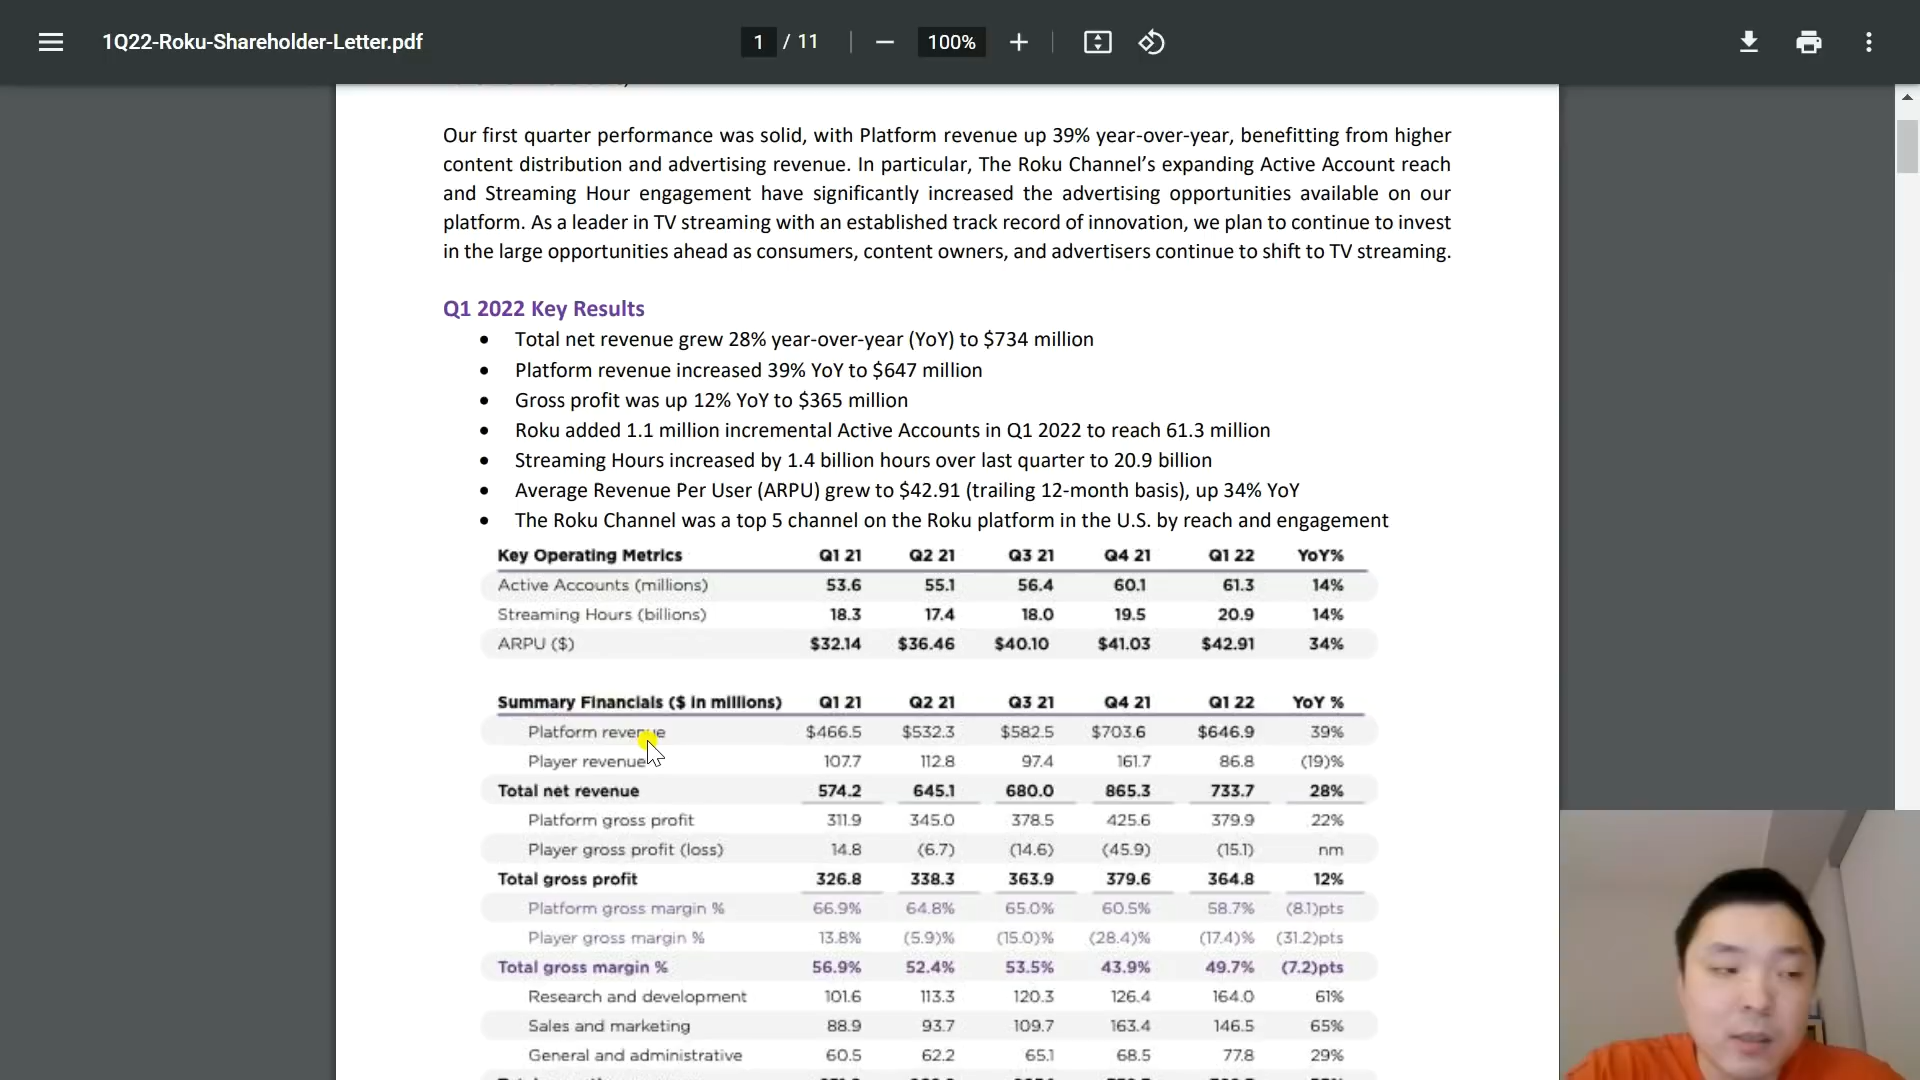 1Q22-Roku-Shareholder-Letter.pdf
1 / 11
100%
Our first quarter performance was solid, with Platform revenue up 39% year-over-year, benefitting from higher
content distribution and advertising revenue. In particular, The Roku Channel’s expanding Active Account reach
and Streaming Hour engagement have significantly increased the advertising opportunities available on our
platform. As a leader in TV streaming with an established track record of innovation, we plan to continue to invest
in the large opportunities ahead as consumers, content owners, and advertisers continue to shift to TV streaming.
Q1 2022 Key Results
• Total net revenue grew 28% year-over-year (YoY) to $734 million
• Platform revenue increased 39% YoY to $647 million
• Gross profit was up 12% YoY to $365 million
• Roku added 1.1 million incremental Active Accounts in Q1 2022 to reach 61.3 million
• Streaming Hours increased by 1.4 billion hours over last quarter to 20.9 billion
• Average Revenue Per User (ARPU) grew to $42.91 (trailing 12-month basis), up 34% YoY
• The Roku Channel was a top 5 channel on the Roku platform in the U.S. by reach and engagement
Key Operating Metrics Q1 21 Q2 21 Q3 21 Q4 21 Q1 22 YoY%
Active Accounts (millions) 53.6 55.1 56.4 60.1 61.3 14%
Streaming Hours (billions) 18.3 17.4 18.0 19.5 20.9 14%
ARPU ($) $32.14 $36.46 $40.10 $41.03 $42.91 34%
Summary Financials ($ in millions) Q1 21 Q2 21 Q3 21 Q4 21 Q1 22 YoY %
Platform revenue $466.5 $532.3 $582.5 $703.6 $646.9 39%
Player revenue 107.7 112.8 97.4 161.7 86.8 (19)%
Total net revenue 574.2 645.1 680.0 865.3 733.7 28%
Platform gross profit 311.9 345.0 378.5 425.6 379.9 22%
Player gross profit (loss) 14.8 (6.7) (14.6) (45.9) (15.1) nm
Total gross profit 326.8 338.3 363.9 379.6 364.8 12%
Platform gross margin % 66.9% 64.8% 65.0% 60.5% 58.7% (8.1)pts
Player gross margin % 13.8% (5.9)% (15.0)% (28.4)% (17.4)% (31.2)pts
Total gross margin % 56.9% 52.4% 53.5% 43.9% 49.7% (7.2)pts
Research and development 101.6 113.3 120.3 126.4 164.0 61%
Sales and marketing 88.9 93.7 109.7 163.4 146.5 65%
General and administrative 60.5 62.2 65.1 68.5 77.8 29%